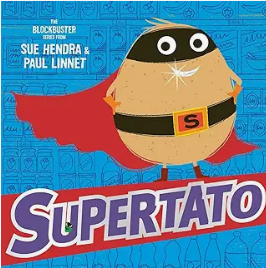 THE
BLOCKBUSTER
SERIES FROM
SUE HENDRA &
PAUL LINNET
S
SUPERTATO